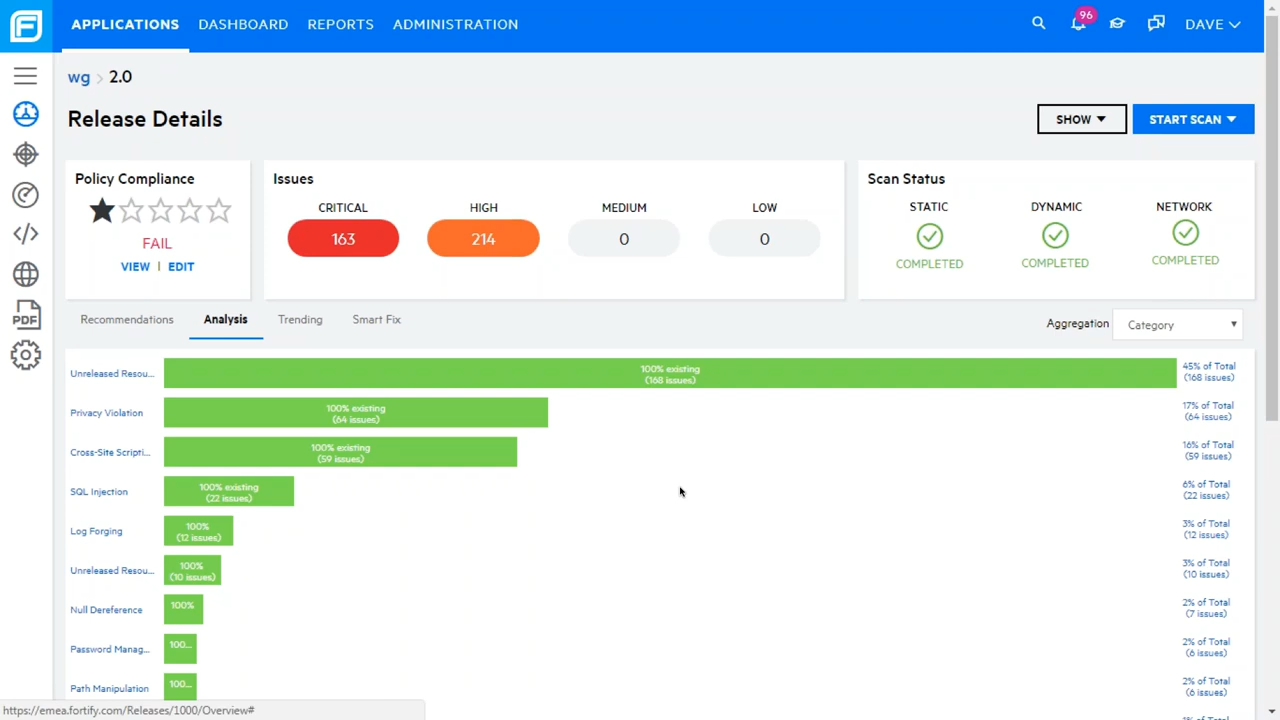 APPLICATIONS DASHBOARD REPORTS ADMINISTRATION 96 DAVE
wg > 2.0
Release Details
SHOW START SCAN
Policy Compliance
FAIL
VIEW | EDIT
Issues
CRITICAL HIGH MEDIUM LOW
163 214 0 0
Scan Status
STATIC DYNAMIC NETWORK
COMPLETED COMPLETED COMPLETED
PDF
Recommendations Analysis Trending Smart Fix
Aggregation Category
Unreleased Resou...
100% existing
(168 issues)
45% of Total
(168 issues)
Privacy Violation
100% existing
(64 issues)
17% of Total
(64 issues)
Cross-Site Scripti...
100% existing
(59 issues)
16% of Total
(59 issues)
SQL Injection
100% existing
(22 issues)
6% of Total
(22 issues)
Log Forging
100%
(12 issues)
3% of Total
(12 issues)
Unreleased Resou...
100%
(10 issues)
3% of Total
(10 issues)
Null Dereference
100%
2% of Total
(7 issues)
Password Manag...
100...
2% of Total
(6 issues)
Path Manipulation
100...
2% of Total
(6 issues)
https://emea.fortify.com/Releases/1000/Overview#